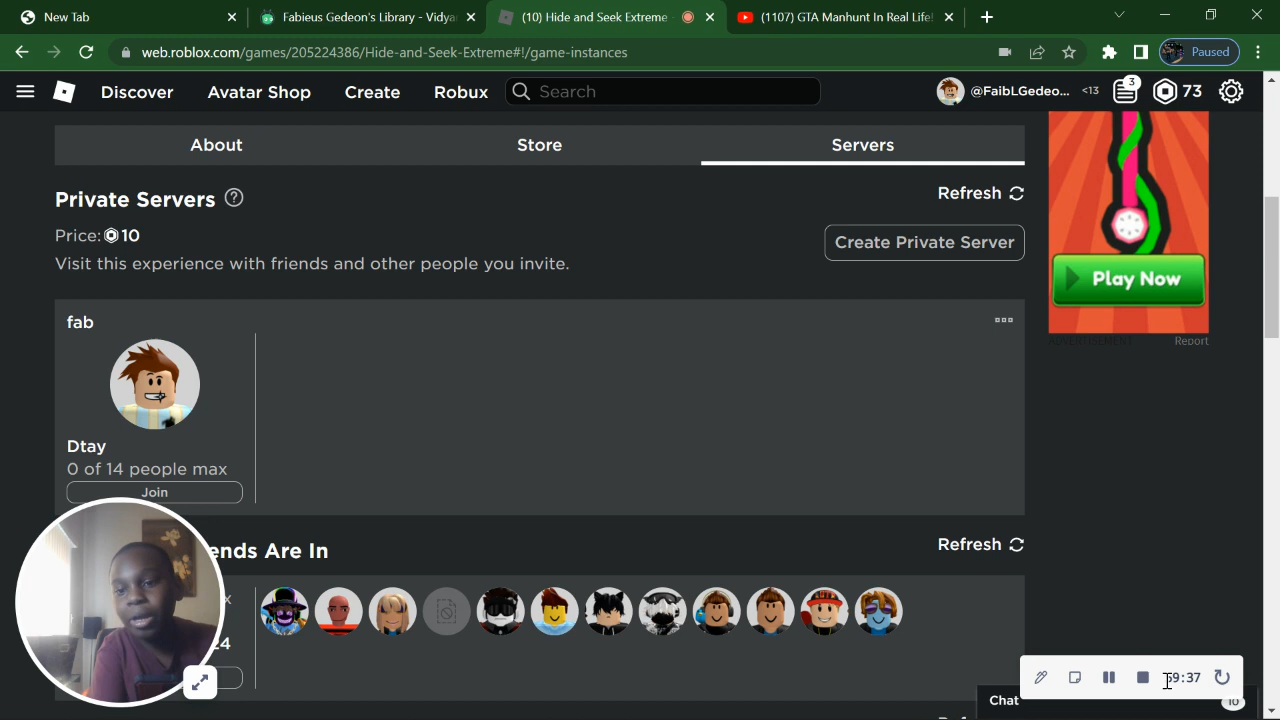 New Tab
Fabieus Gedeon's Library - Vidya
(10) Hide and Seek Extreme
(1107) GTA Manhunt In Real Life!
web.roblox.com/games/205224386/Hide-and-Seek-Extreme#!/game-instances
Paused
Discover
Avatar Shop
Create
Robux
Search
@FaibLGedeo...
<13
3
73
About
Store
Servers
Private Servers
Refresh
Price: 10
Create Private Server
Visit this experience with friends and other people you invite.
Play Now
ADVERTISEMENT
Report
fab
Dtay
0 of 14 people max
Join
ends Are In
Refresh
x
24
59:37
Chat
10